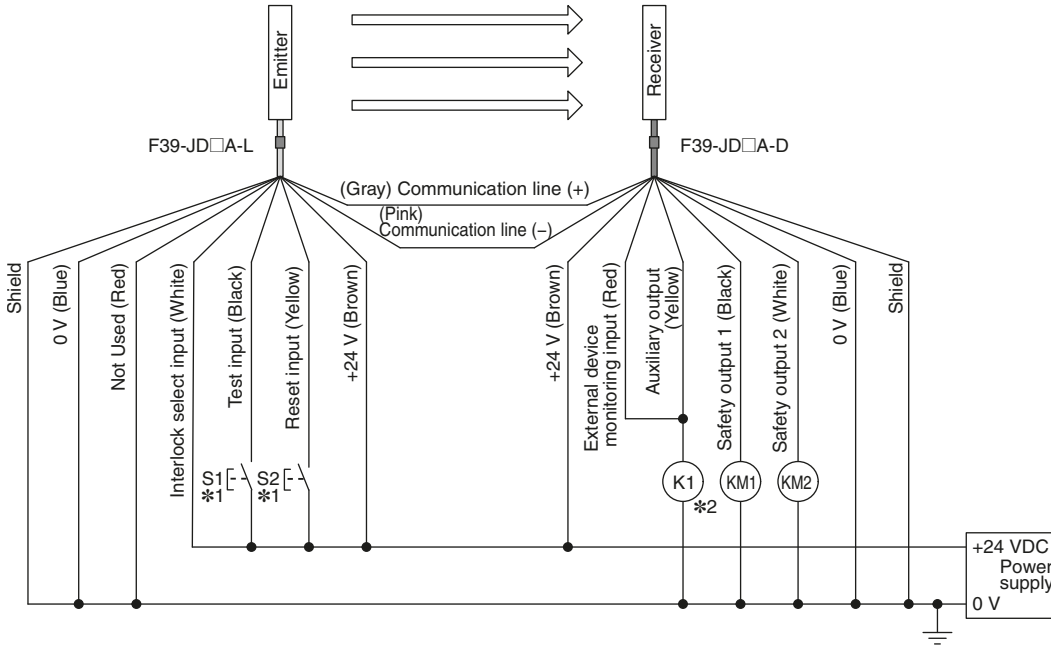 Emitter
Receiver
F39-JD□A-L
F39-JD□A-D
(Gray) Communication line (+)
(Pink)
Communication line (−)
Shield
0 V (Blue)
Not Used (Red)
Interlock select input (White)
Test input (Black)
Reset input (Yellow)
+24 V (Brown)
+24 V (Brown)
External device
monitoring input (Red)
Auxiliary output
(Yellow)
Safety output 1 (Black)
Safety output 2 (White)
0 V (Blue)
Shield
S1
✱1
S2
✱1
K1
✱2
KM1
KM2
+24 VDC
Power
supply
0 V